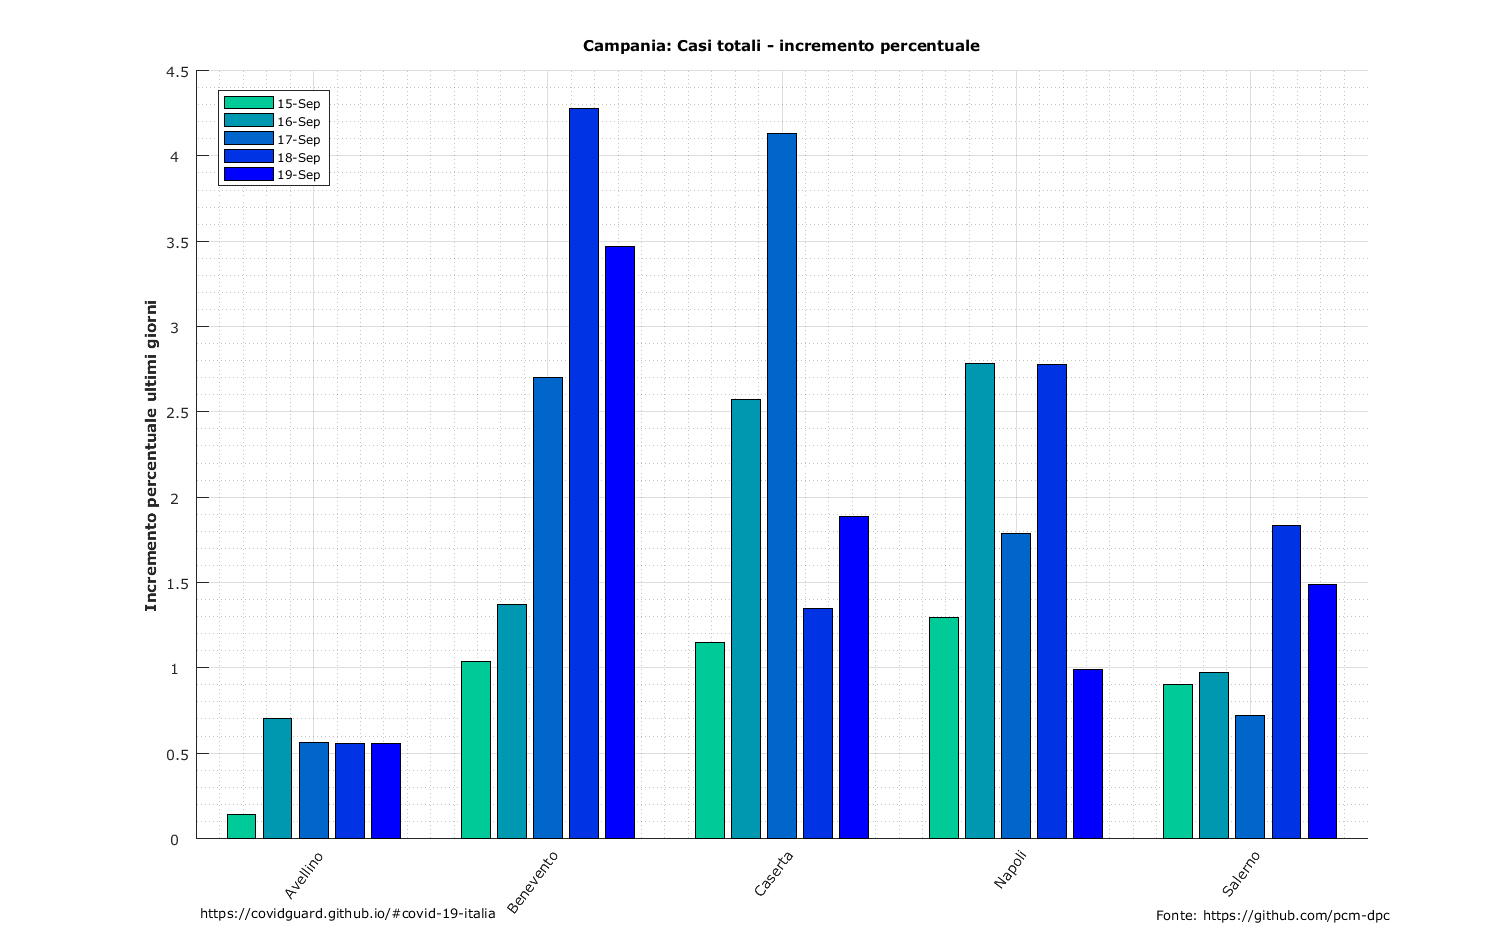 Campania: Casi totali - incremento percentuale
15-Sep
16-Sep
17-Sep
18-Sep
19-Sep
Incremento percentuale ultimi giorni
4.5
4
3.5
3
2.5
2
1.5
1
0.5
0
Avellino
Benevento
Caserta
Napoli
Salerno
https://covidguard.github.io/#covid-19-italia
Fonte: https://github.com/pcm-dpc